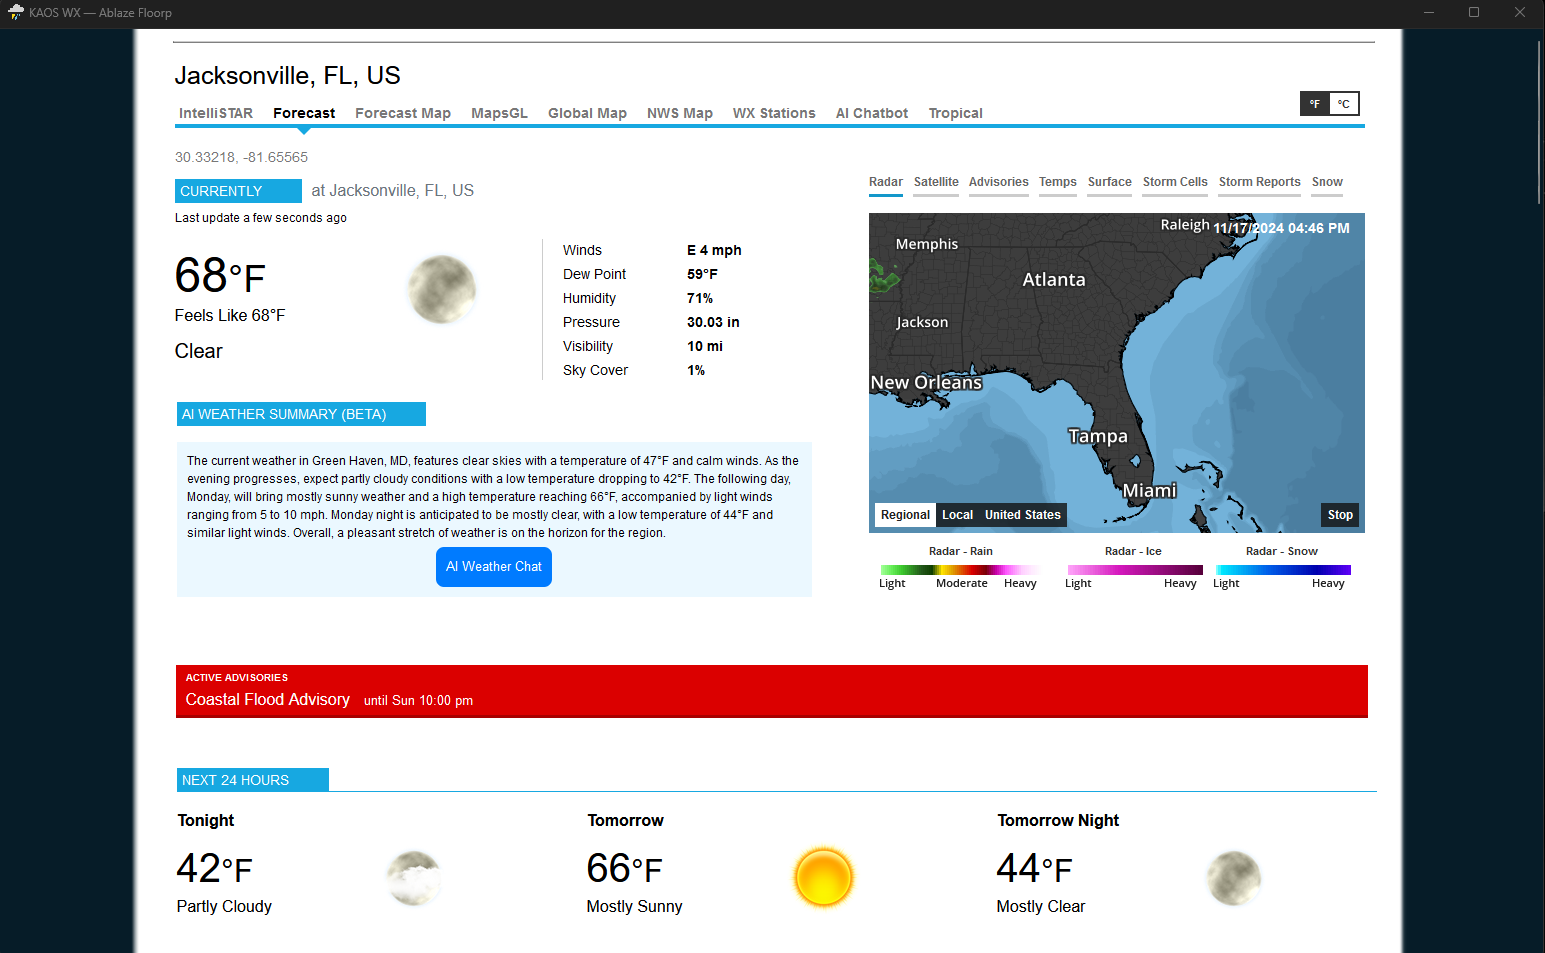 KAOS WX — Ablaze Floorp
Jacksonville, FL, US
IntelliSTAR Forecast Forecast Map MapsGL Global Map NWS Map WX Stations AI Chatbot Tropical
°F °C
30.33218, -81.65565
CURRENTLY at Jacksonville, FL, US
Last update a few seconds ago
68°F
Feels Like 68°F
Clear
Winds E 4 mph
Dew Point 59°F
Humidity 71%
Pressure 30.03 in
Visibility 10 mi
Sky Cover 1%
Radar Satellite Advisories Temps Surface Storm Cells Storm Reports Snow
Raleigh 11/17/2024 04:46 PM
Memphis
Atlanta
Jackson
New Orleans
Tampa
Miami
Regional Local United States Stop
Radar - Rain Radar - Ice Radar - Snow
Light Moderate Heavy Light Heavy Light Heavy
AI WEATHER SUMMARY (BETA)
The current weather in Green Haven, MD, features clear skies with a temperature of 47°F and calm winds. As the
evening progresses, expect partly cloudy conditions with a low temperature dropping to 42°F. The following day,
Monday, will bring mostly sunny weather and a high temperature reaching 66°F, accompanied by light winds
ranging from 5 to 10 mph. Monday night is anticipated to be mostly clear, with a low temperature of 44°F and
similar light winds. Overall, a pleasant stretch of weather is on the horizon for the region.
AI Weather Chat
ACTIVE ADVISORIES
Coastal Flood Advisory until Sun 10:00 pm
NEXT 24 HOURS
Tonight Tomorrow Tomorrow Night
42°F 66°F 44°F
Partly Cloudy Mostly Sunny Mostly Clear